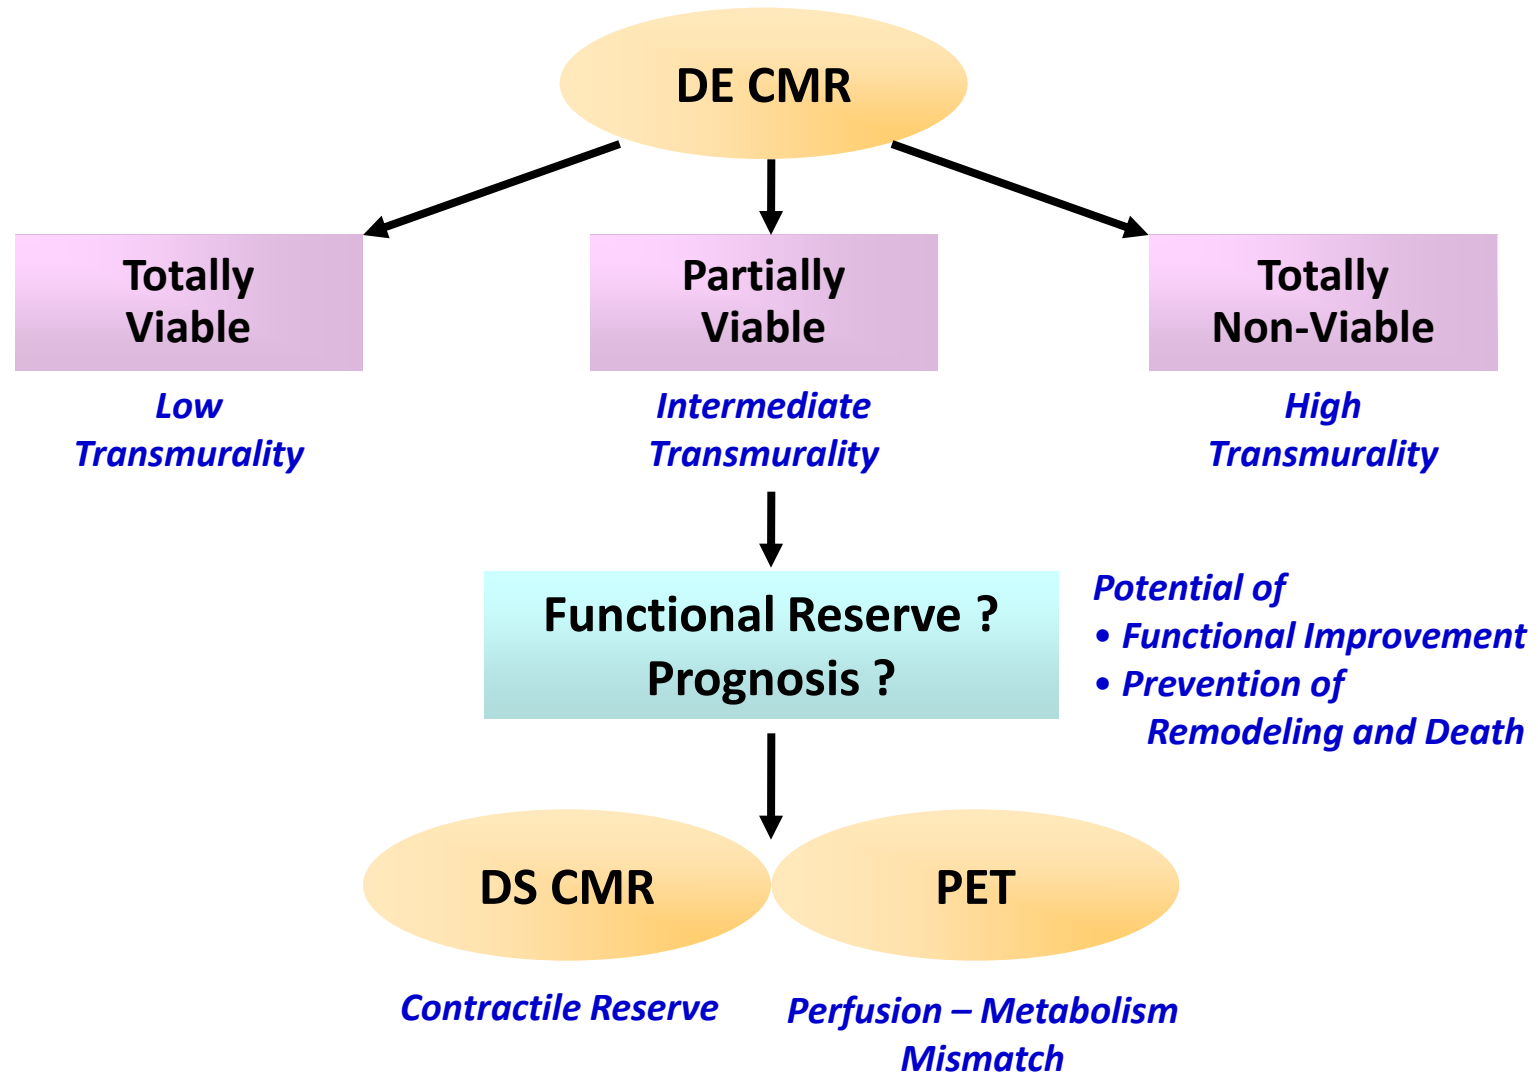 DE CMR
Totally
Viable
Partially
Viable
Totally
Non-Viable
Low
Transmurality
Intermediate
Transmurality
High
Transmurality
Functional Reserve ?
Prognosis ?
Potential of
• Functional Improvement
• Prevention of
Remodeling and Death
DS CMR
PET
Contractile Reserve
Perfusion – Metabolism
Mismatch